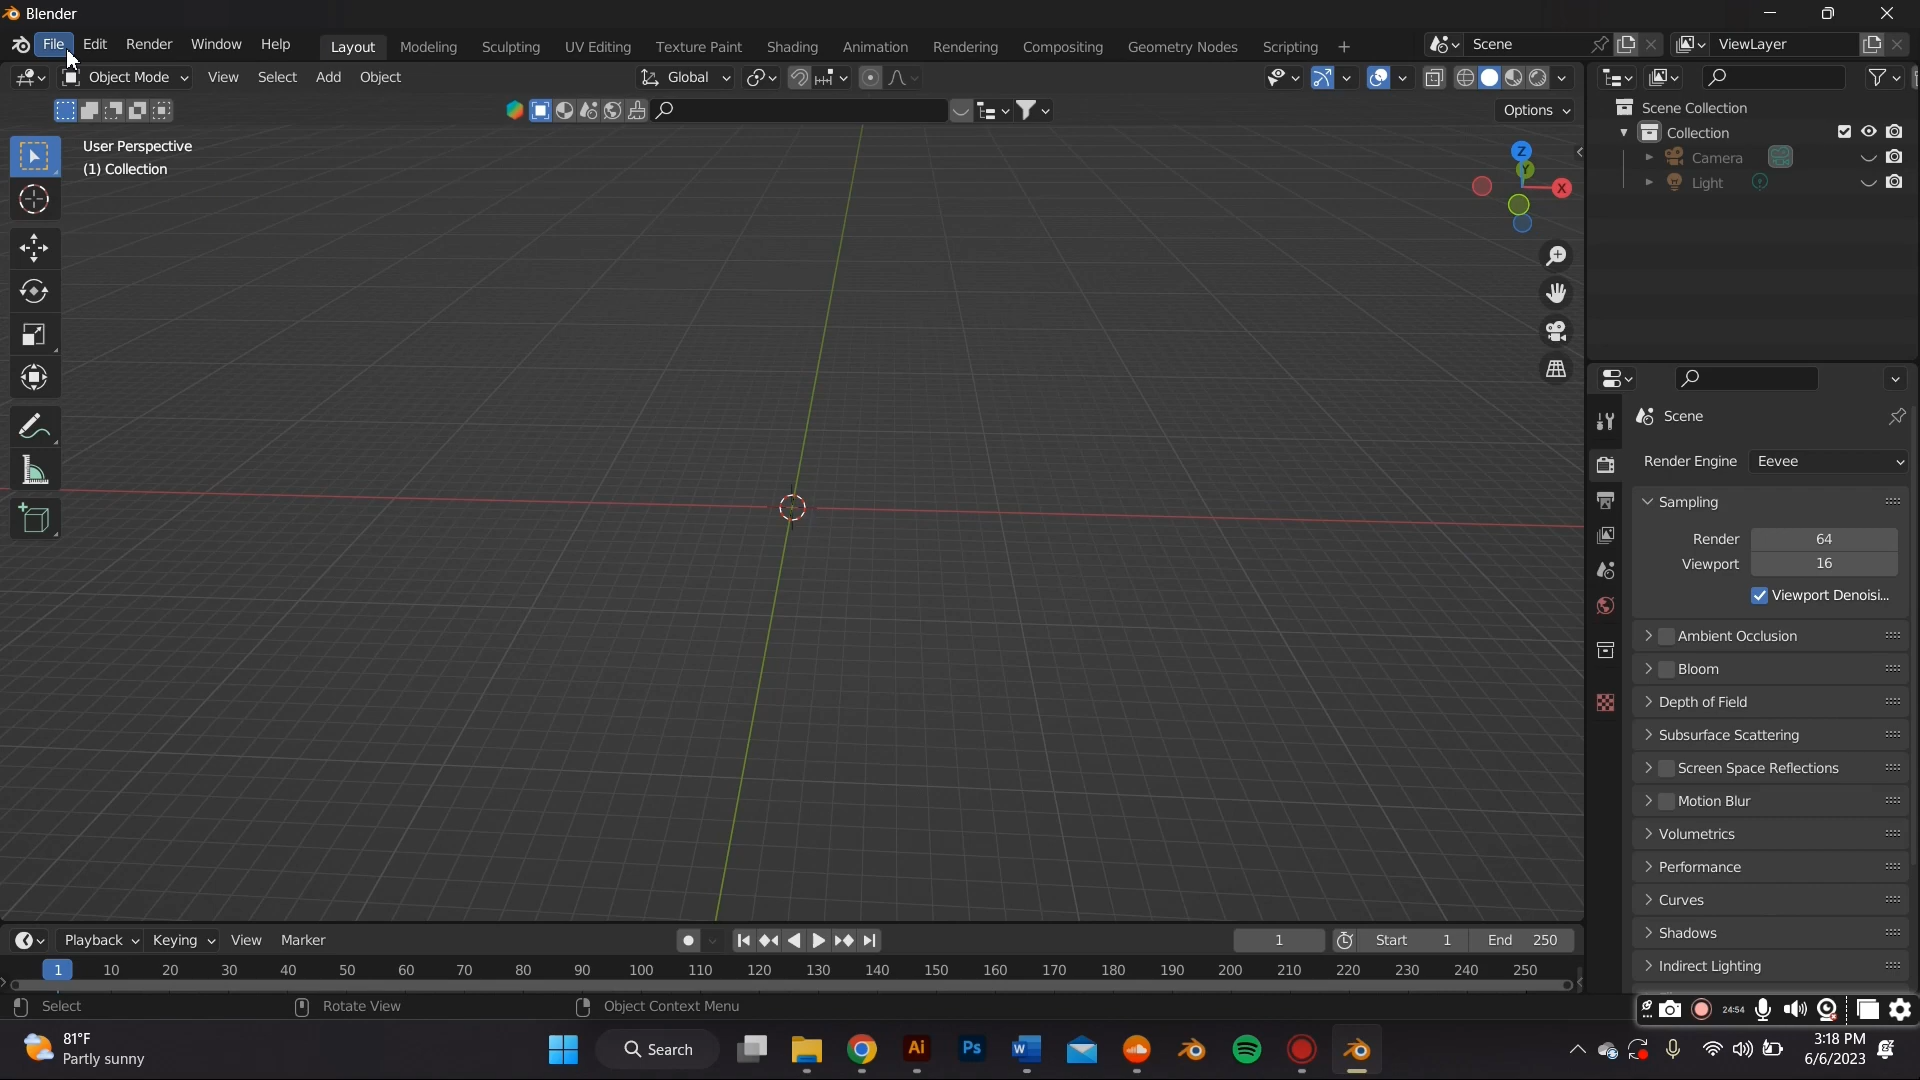 Blender
File Edit Render Window Help Layout Modeling Sculpting UV Editing Texture Paint Shading Animation Rendering Compositing Geometry Nodes Scripting + Scene ViewLayer
Object Mode View Select Add Object Global
Options
User Perspective
(1) Collection
Z
Y
X
Scene Collection
Collection
Camera
Light
Scene
Render Engine Eevee
Sampling
Render 64
Viewport 16
Viewport Denoisi...
Ambient Occlusion
Bloom
Depth of Field
Subsurface Scattering
Screen Space Reflections
Motion Blur
Volumetrics
Performance
Curves
Shadows
Indirect Lighting
Playback Keying View Marker 1 Start 1 End 250
1 10 20 30 40 50 60 70 80 90 100 110 120 130 140 150 160 170 180 190 200 210 220 230 240 250
Select Rotate View Object Context Menu
24:54
81°F
Partly sunny
Search
Ai
Ps
W
3:18 PM
6/6/2023